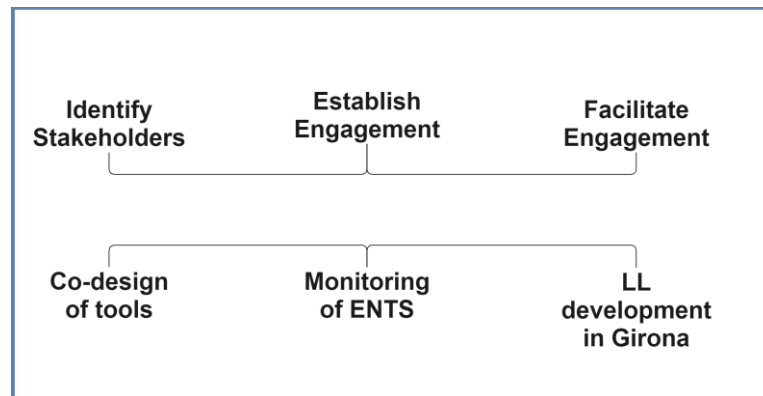 Identify
Stakeholders
Establish
Engagement
Facilitate
Engagement
Co-design
of tools
Monitoring
of ENTS
LL
development
in Girona